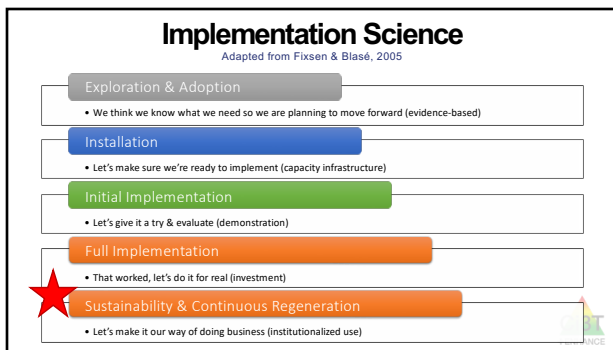 Implementation Science
Adapted from Fixsen & Blasé, 2005
Exploration & Adoption
• We think we know what we need so we are planning to move forward (evidence-based)
Installation
• Let's make sure we're ready to implement (capacity infrastructure)
Initial Implementation
• Let's give it a try & evaluate (demonstration)
Full Implementation
• That worked, let's do it for real (investment)
Sustainability & Continuous Regeneration
• Let's make it our way of doing business (institutionalized use)